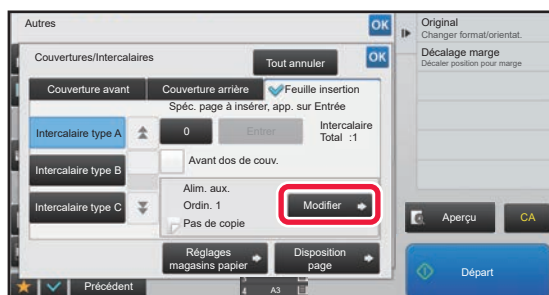 Autres
OK
Couvertures/Intercalaires
Tout annuler
OK
Couverture avant
Couverture arrière
Feuille insertion
Spéc. page à insérer, app. sur Entrée
Intercalaire type A
0
Entrer
Intercalaire
Total :1
Intercalaire type B
Avant dos de couv.
Intercalaire type C
Alim. aux.
Ordin. 1
Pas de copie
Modifier
Réglages
magasins papier
Disposition
page
Précédent
4 A3
Original
Changer format/orientat.
Décalage marge
Décaler position pour marge
Aperçu
CA
Départ